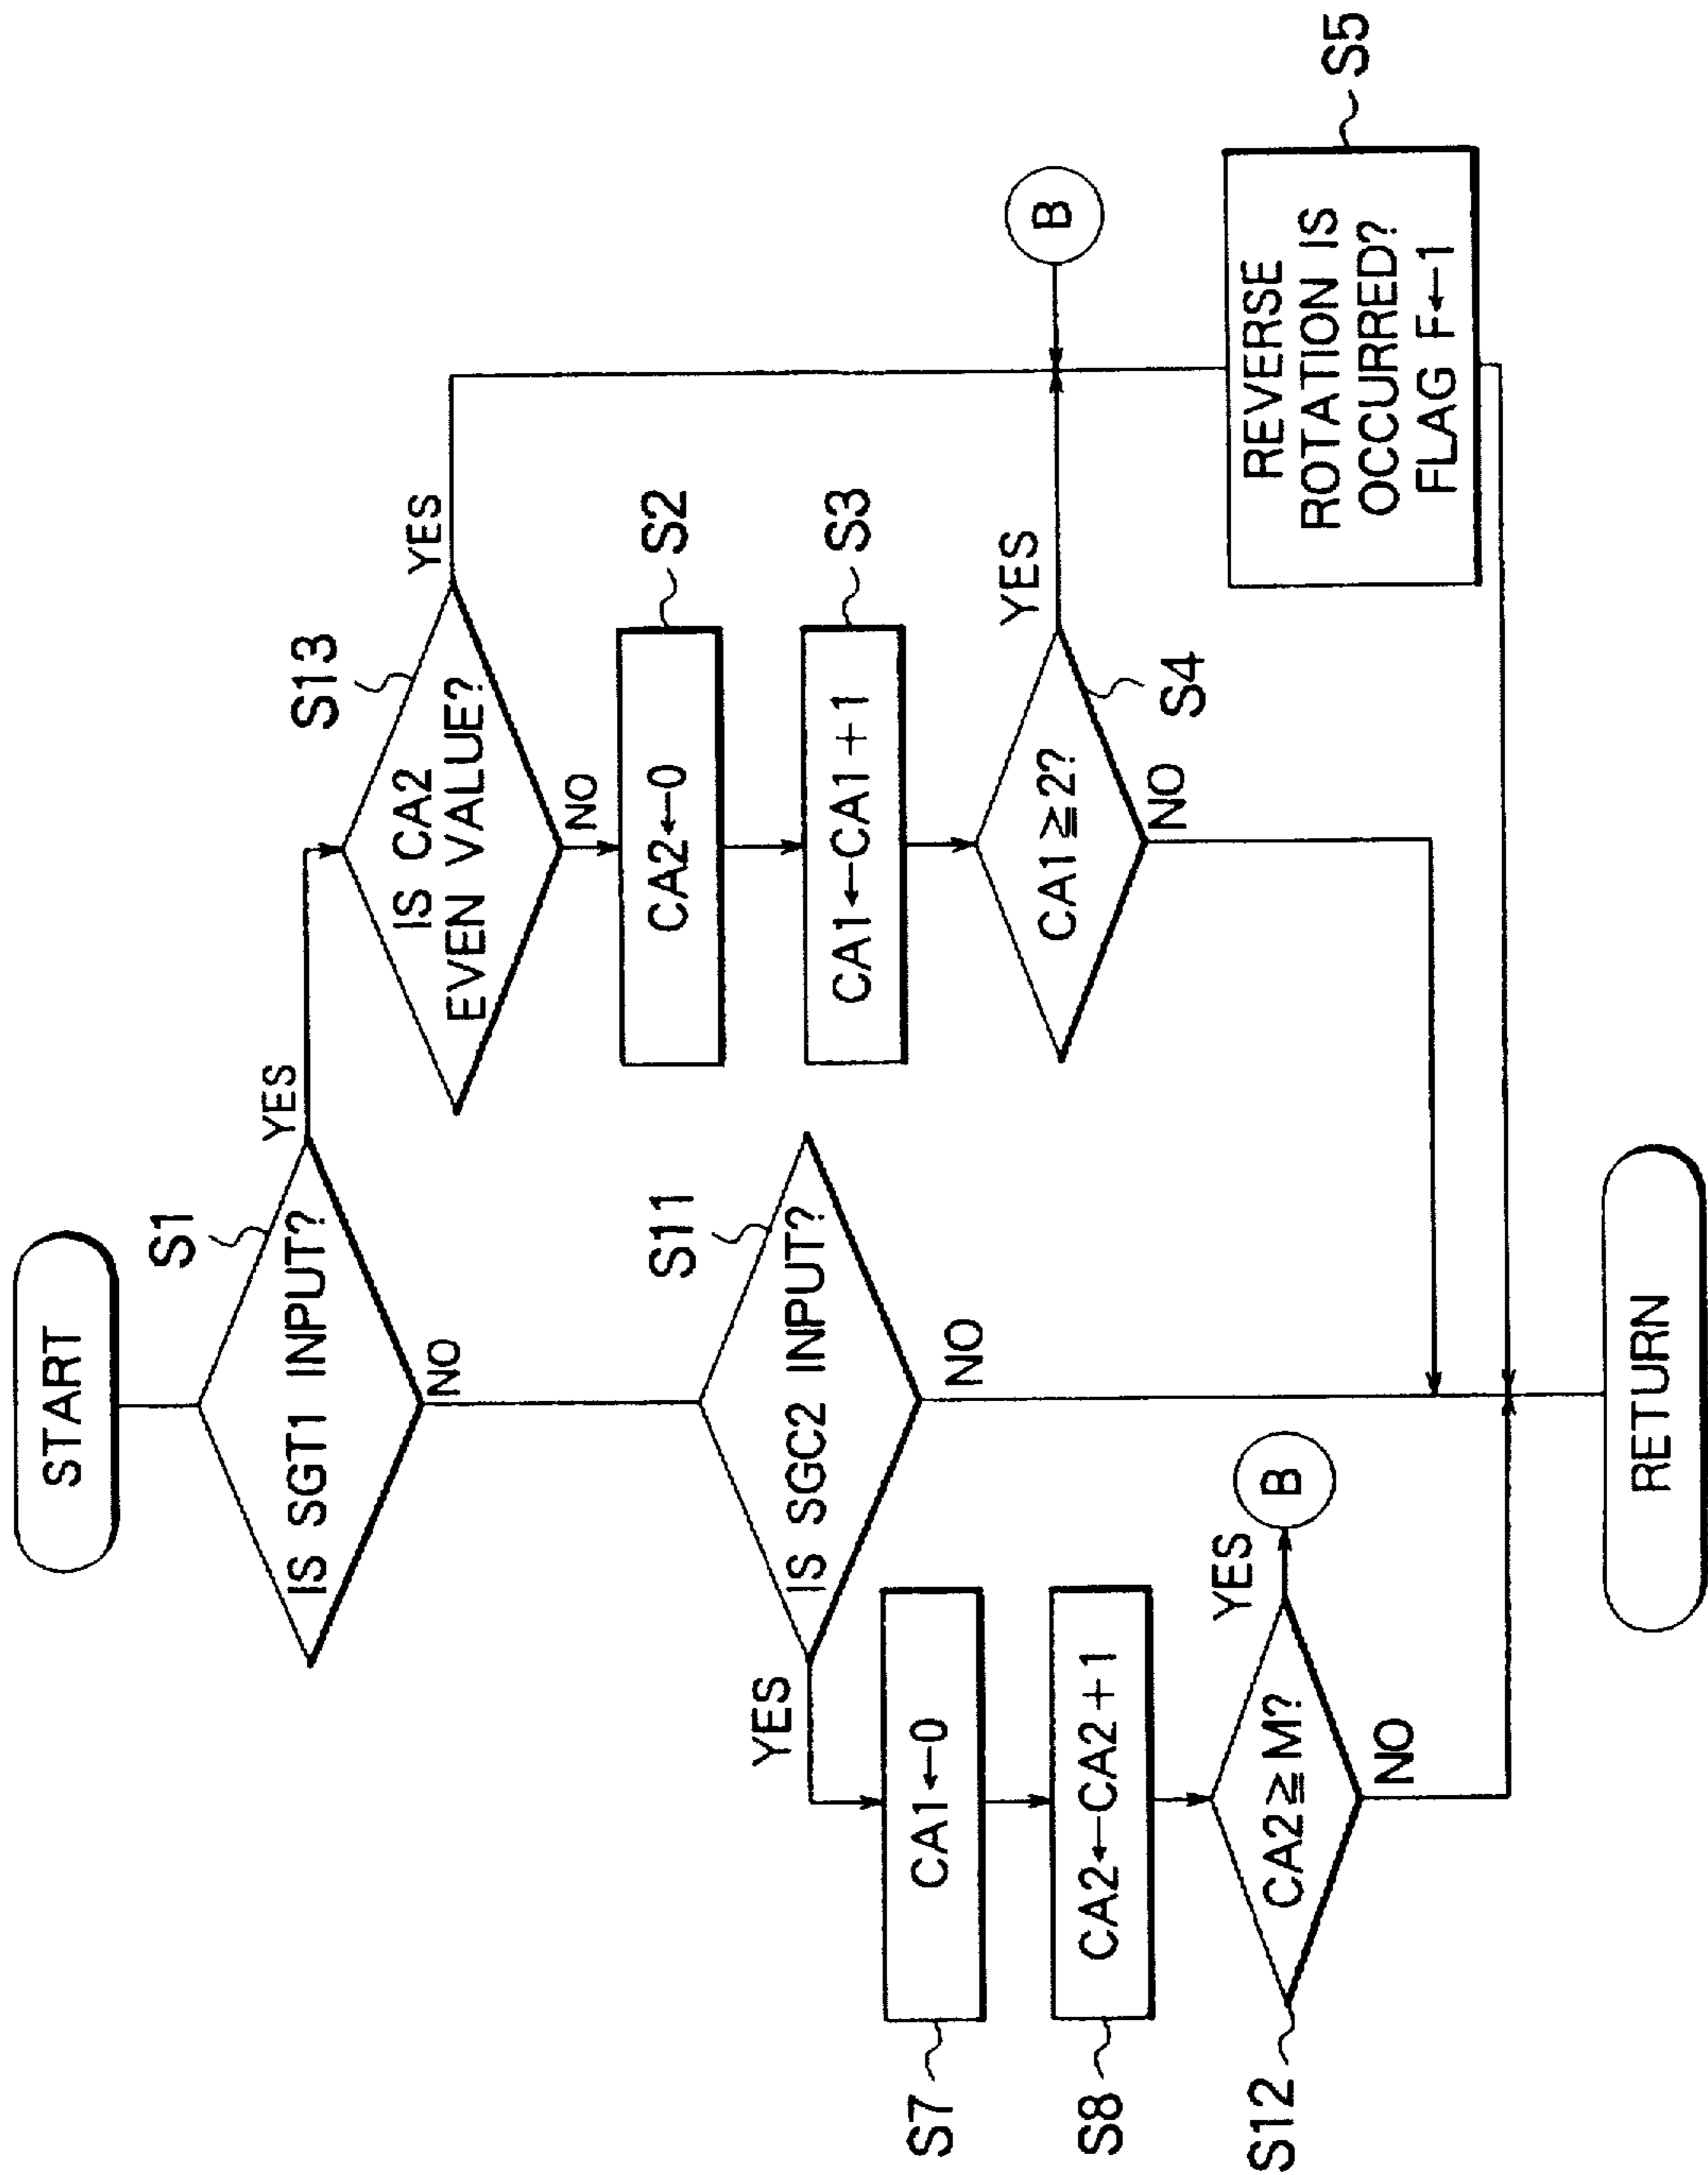 START
S1
IS SGT1 INPUT?
YES
NO
S13
IS CA2
EVEN VALUE?
YES
NO
S2
CA2←0
S3
CA1←CA1+1
CA1≧2?
YES
S4
NO
B
REVERSE
ROTATION IS
OCCURRED?
FLAG F←1
S5
S11
IS SGC2 INPUT?
YES
NO
CA1←0
S7
CA2←CA2+1
S8
CA2≧M?
S12
YES
B
NO
RETURN